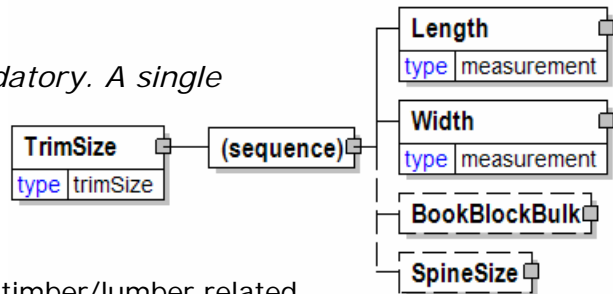 datory. A single
TrimSize
type trimSize
(sequence)
Length
type measurement
Width
type measurement
BookBlockBulk
SpineSize
timber/lumber related